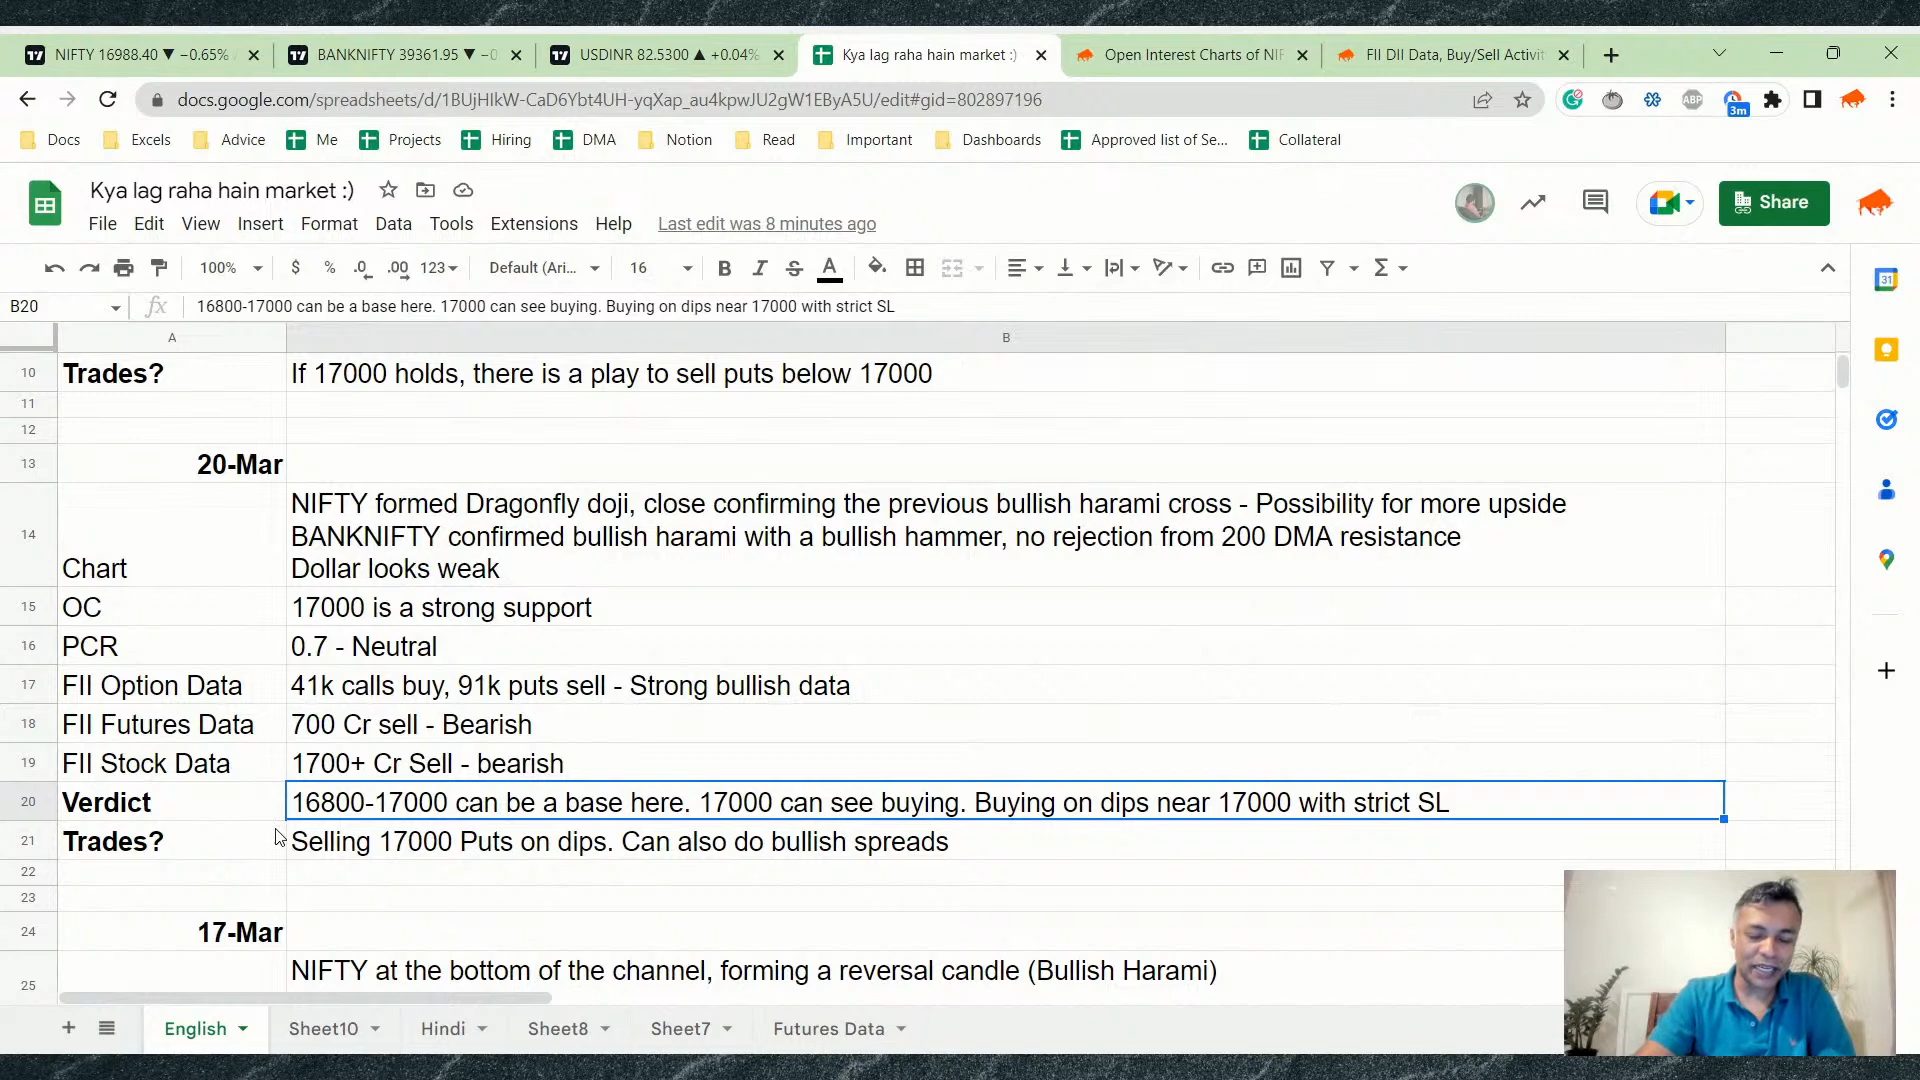 NIFTY 16988.40 ▼ −0.65%
BANKNIFTY 39361.95 ▼ −0
USDINR 82.5300 ▲ +0.04%
Kya lag raha hain market :)
Open Interest Charts of NIF
FII DII Data, Buy/Sell Activit
docs.google.com/spreadsheets/d/1BUjHIkW-CaD6Ybt4UH-yqXap_au4kpwJU2gW1EByA5U/edit#gid=802897196
ABP
3m
Docs
Excels
Advice
Me
Projects
Hiring
DMA
Notion
Read
Important
Dashboards
Approved list of Se...
Collateral
Kya lag raha hain market :)
File Edit View Insert Format Data Tools Extensions Help Last edit was 8 minutes ago
Share
100% $ % .0 .00 123 Default (Ari... 16 B I S A Σ
31
B20 fx 16800-17000 can be a base here. 17000 can see buying. Buying on dips near 17000 with strict SL
A B
10 Trades? If 17000 holds, there is a play to sell puts below 17000
11
12
13 20-Mar
NIFTY formed Dragonfly doji, close confirming the previous bullish harami cross - Possibility for more upside
14 BANKNIFTY confirmed bullish harami with a bullish hammer, no rejection from 200 DMA resistance
Chart Dollar looks weak
15 OC 17000 is a strong support
16 PCR 0.7 - Neutral
17 FII Option Data 41k calls buy, 91k puts sell - Strong bullish data
18 FII Futures Data 700 Cr sell - Bearish
19 FII Stock Data 1700+ Cr Sell - bearish
20 Verdict 16800-17000 can be a base here. 17000 can see buying. Buying on dips near 17000 with strict SL
21 Trades? Selling 17000 Puts on dips. Can also do bullish spreads
22
23
24 17-Mar
25 NIFTY at the bottom of the channel, forming a reversal candle (Bullish Harami)
English Sheet10 Hindi Sheet8 Sheet7 Futures Data